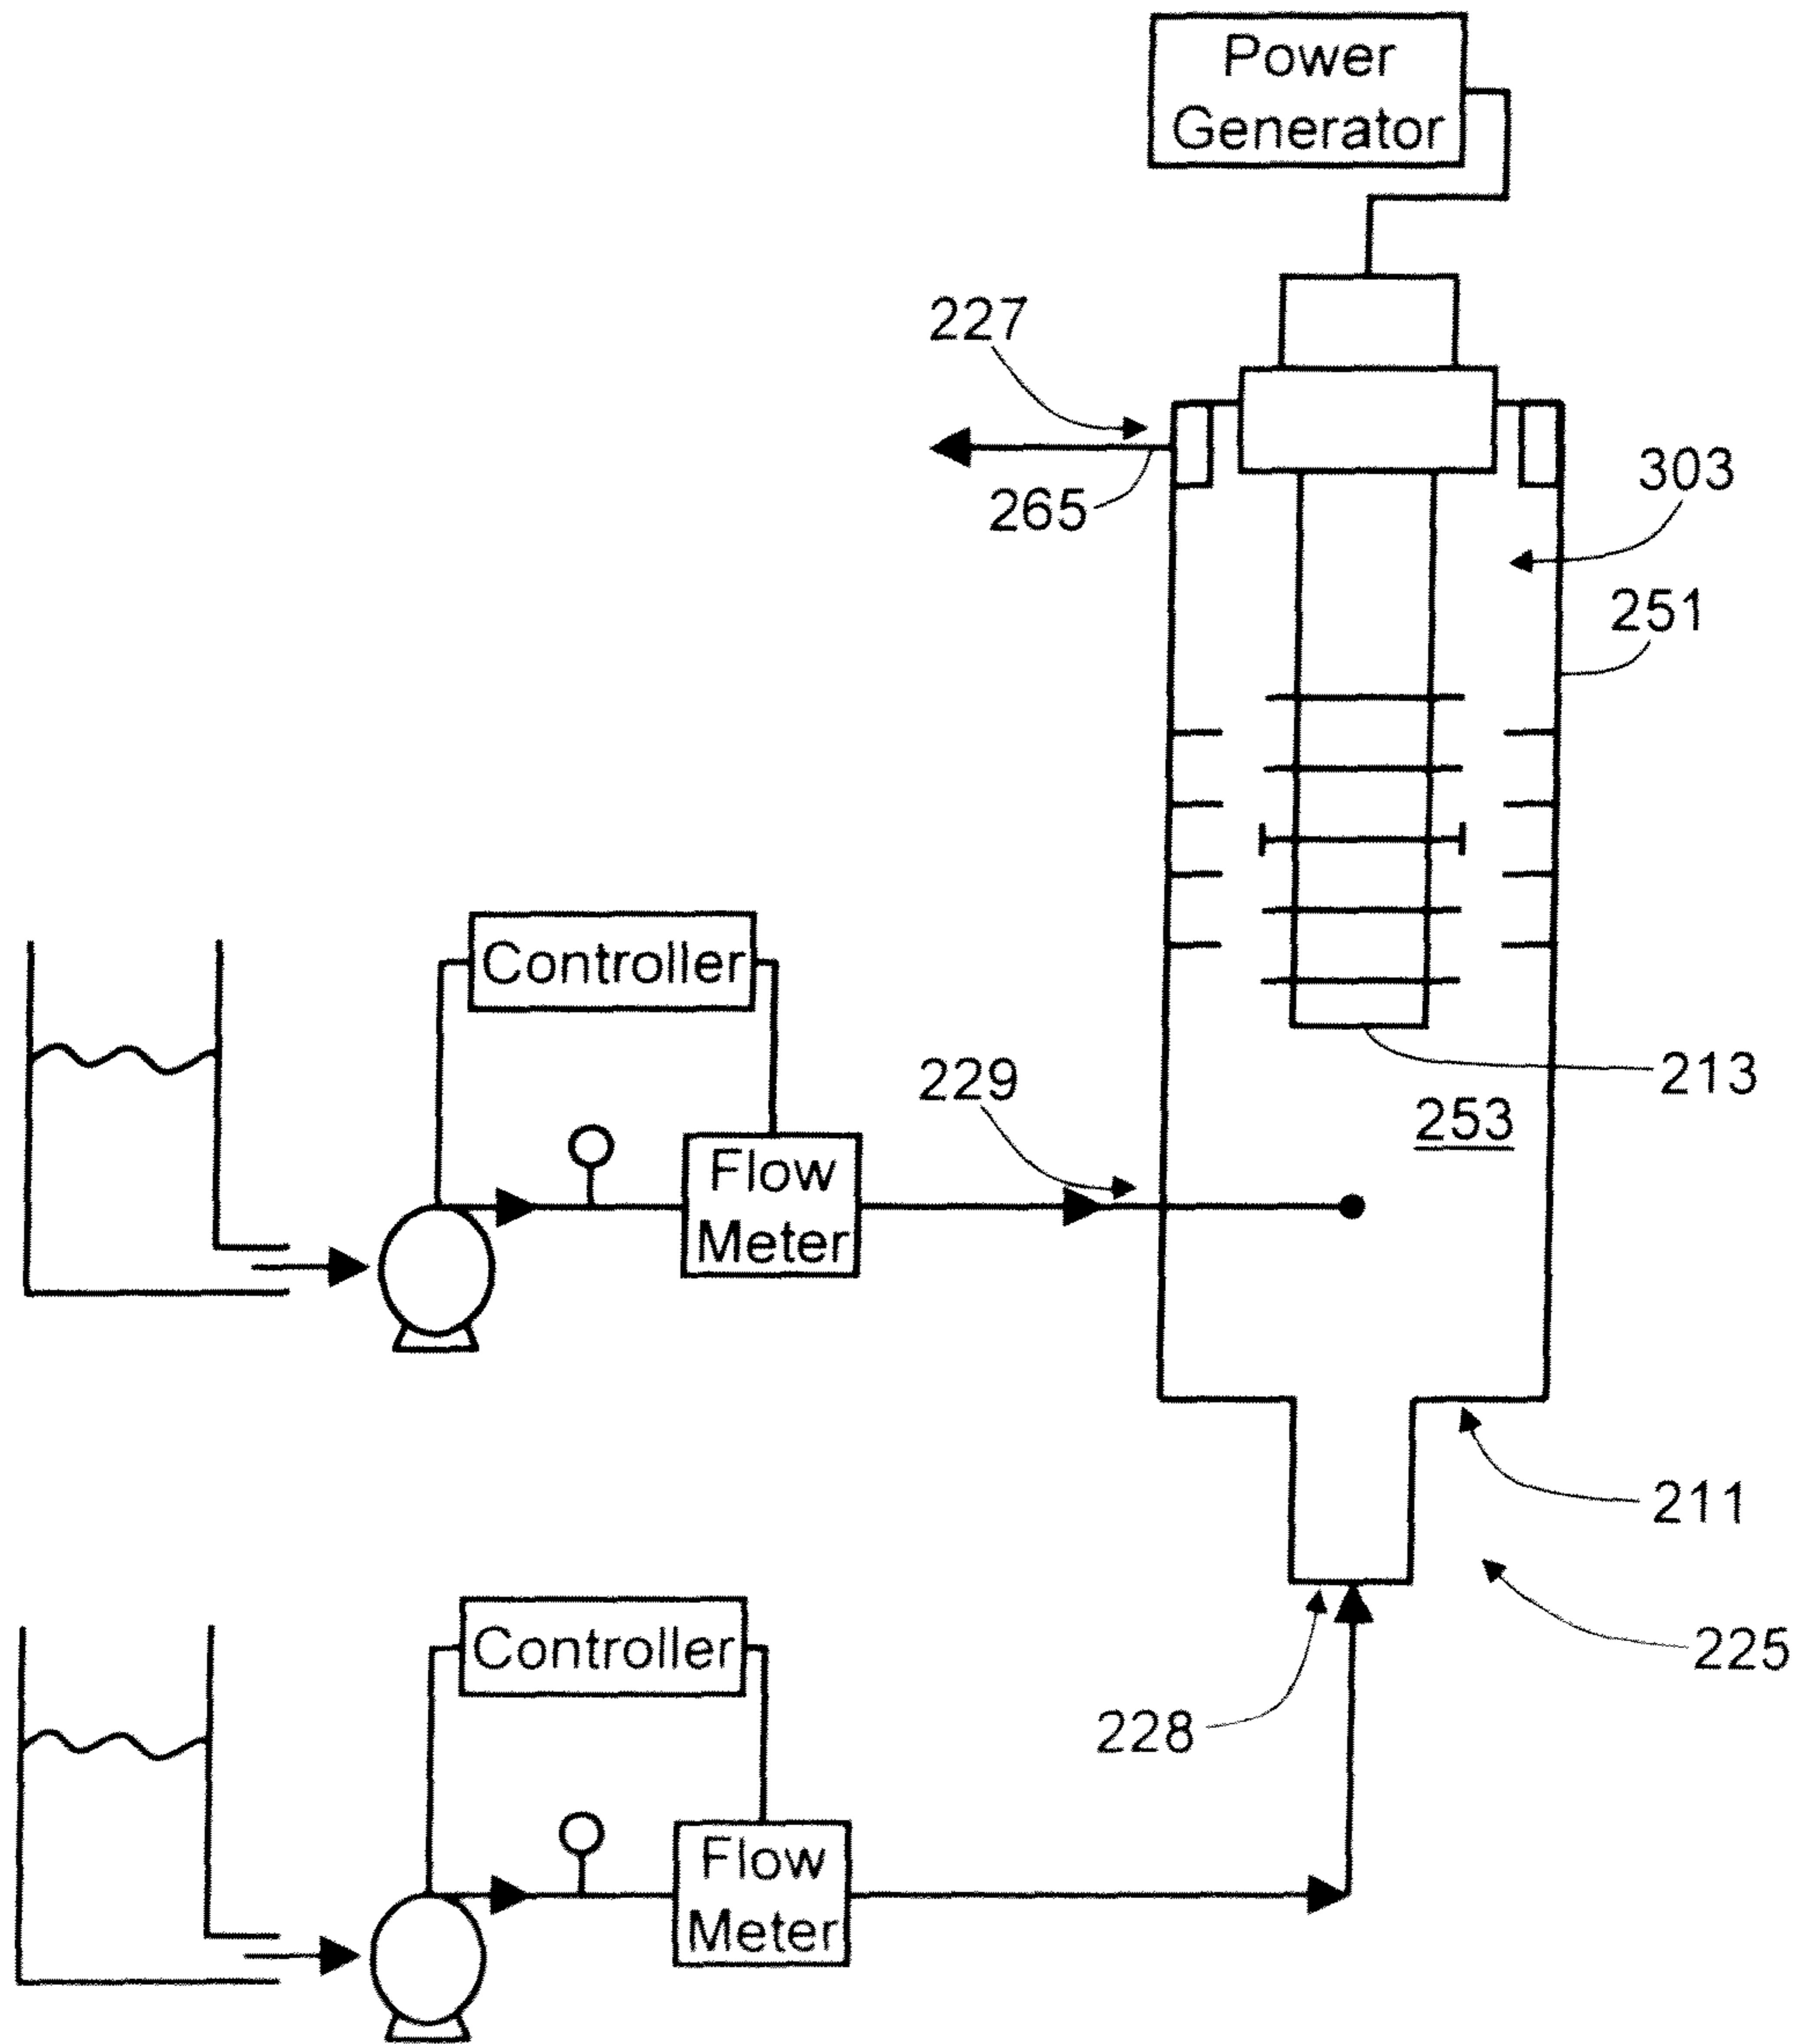 Power
Generator
227
265
303
251
Controller
229
213
253
Flow
Meter
211
225
228
Controller
Flow
Meter